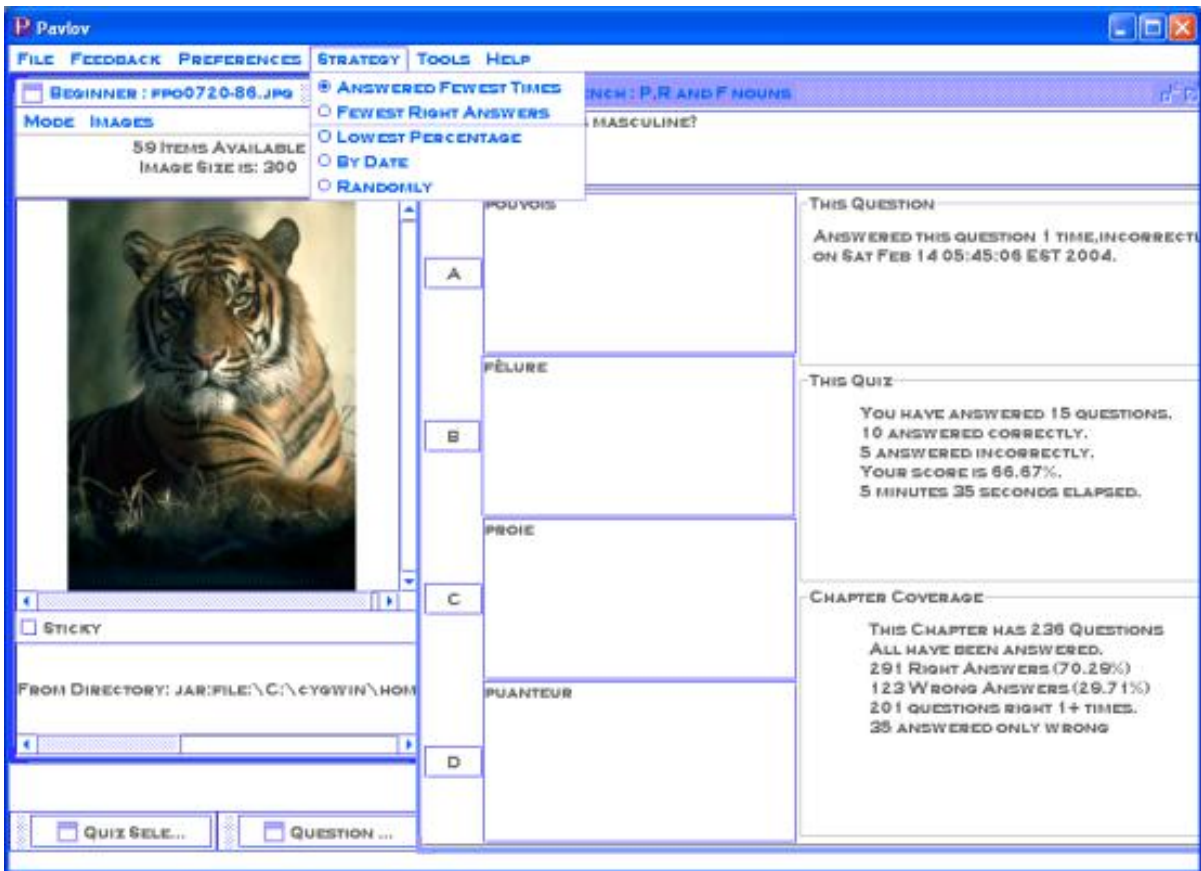 Pavlov
FILE FEEDBACK PREFERENCES STRATEGY TOOLS HELP
BEGINNER : FPO0720-86.JPG
ANSWERED FEWEST TIMES
FEWEST RIGHT ANSWERS
LOWEST PERCENTAGE
BY DATE
RANDOMLY
: P,R AND F NOUNS
MODE IMAGES
MASCULINE?
59 ITEMS AVAILABLE
IMAGE SIZE IS: 300
A
POUVOIS
B
FÊLURE
C
PROIE
D
PUANTEUR
THIS QUESTION
ANSWERED THIS QUESTION 1 TIME,INCORRECTL
ON SAT FEB 14 05:45:06 EST 2004.
THIS QUIZ
YOU HAVE ANSWERED 15 QUESTIONS.
10 ANSWERED CORRECTLY.
5 ANSWERED INCORRECTLY.
YOUR SCORE IS 66.67%.
5 MINUTES 35 SECONDS ELAPSED.
CHAPTER COVERAGE
THIS CHAPTER HAS 236 QUESTIONS
ALL HAVE BEEN ANSWERED.
291 RIGHT ANSWERS (70.29%)
123 WRONG ANSWERS (29.71%)
201 QUESTIONS RIGHT 1+ TIMES.
35 ANSWERED ONLY WRONG
STICKY
FROM DIRECTORY: JAR:FILE:\C:\CYGWIN\HOM
QUIZ SELE...
QUESTION ...